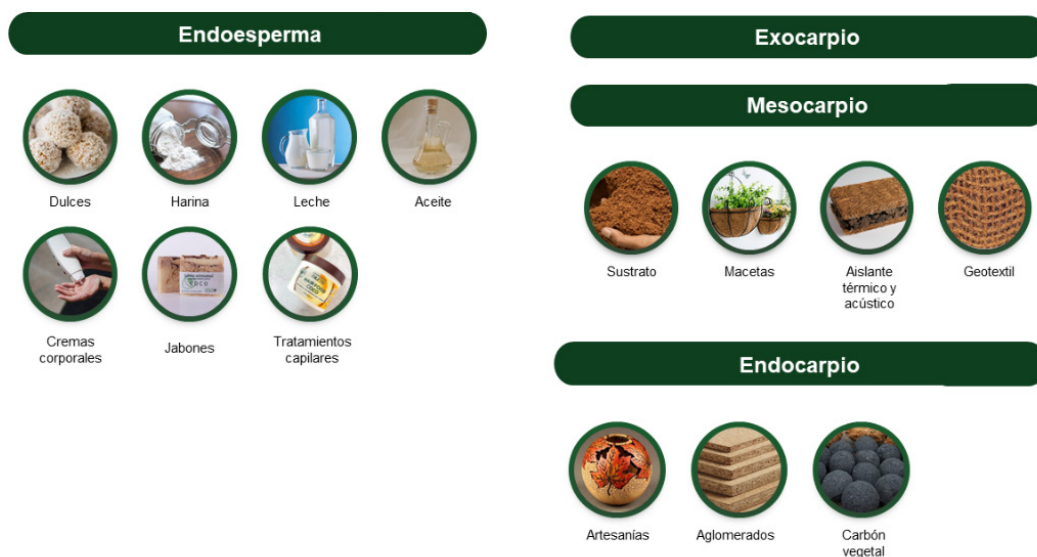 Endoesperma
Dulces
Harina
Leche
Aceite
Cremas
corporales
Jabones
Tratamientos
capilares
Exocarpio
Mesocarpio
Sustrato
Macetas
Aislante
térmico y
acústico
Geotextil
Endocarpio
Artesanías
Aglomerados
Carbón
vegetal